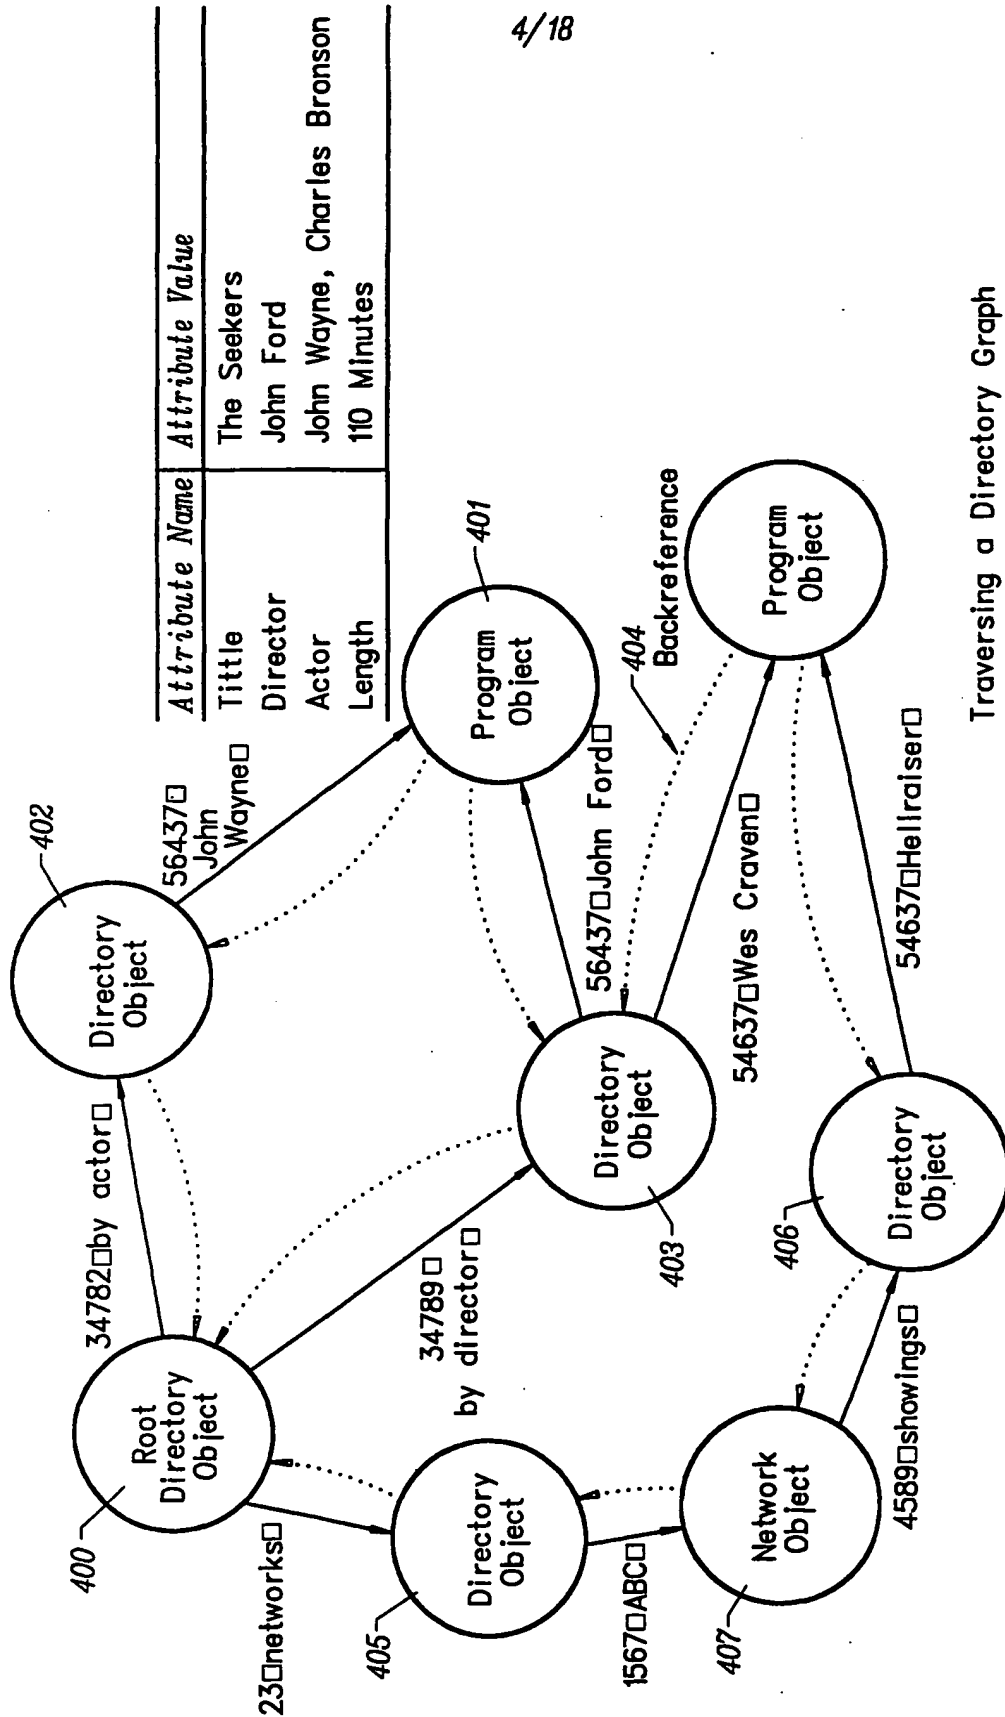 4/18
Attribute Name Attribute Value
Tittle The Seekers
Director John Ford
Actor John Wayne, Charles Bronson
Length 110 Minutes
402
Directory
Object
56437□
John
Wayne□
401
Program
Object
34782□by actor□
400
Root
Directory
Object
34789□
by director□
403
Directory
Object
56437□John Ford□
404
Backreference
Program
Object
54637□Wes Craven□
23□networks□
405
Directory
Object
1567□ABC□
407
Network
Object
4589□showings□
406
Directory
Object
54637□Hellraiser□
Traversing a Directory Graph